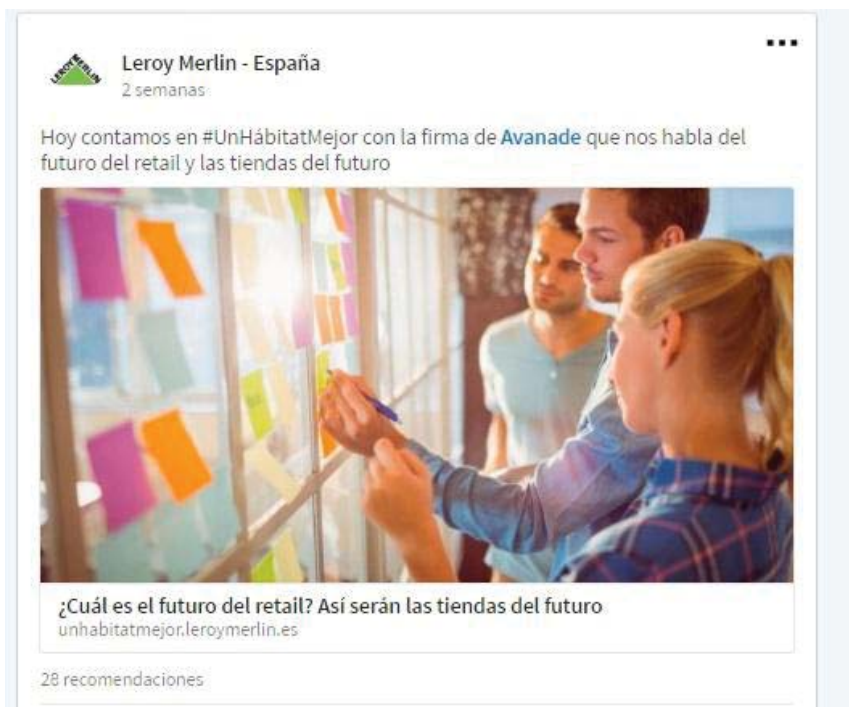 LEROY MERLIN
Leroy Merlin - España
2 semanas
Hoy contamos en #UnHábitatMejor con la firma de Avanade que nos habla del
futuro del retail y las tiendas del futuro
¿Cuál es el futuro del retail? Así serán las tiendas del futuro
unhabitatmejor.leroymerlin.es
28 recomendaciones